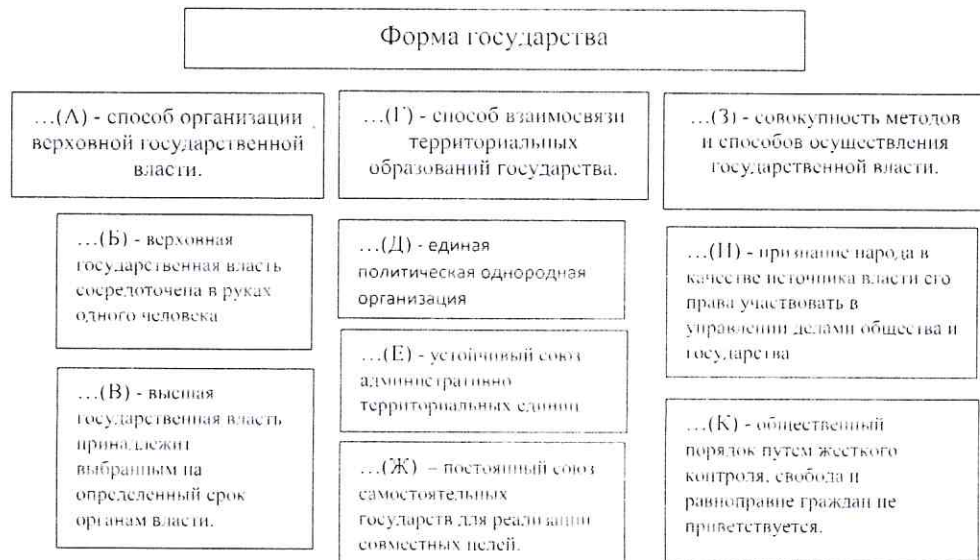 Форма государства
...(А) - способ организации
верховной государственной
власти.
...(Б) - верховная
государственная власть
сосредоточена в руках
одного человека
...(В) - высшая
государственная власть
принадлежит
выбранным на
определенный срок
органам власти.
...(Г) - способ взаимосвязи
территориальных
образований государства.
...(Д) - единая
политическая однородная
организация
...(Е) - устойчивый союз
административно
территориальных единиц
...(Ж) – постоянный союз
самостоятельных
государств для реализации
совместных целей.
...(З) - совокупность методов
и способов осуществления
государственной власти.
...(И) - признание народа в
качестве источника власти его
права участвовать в
управлении делами общества и
государства
...(К) - общественный
порядок путем жесткого
контроля, свобода и
равноправие граждан не
приветствуется.